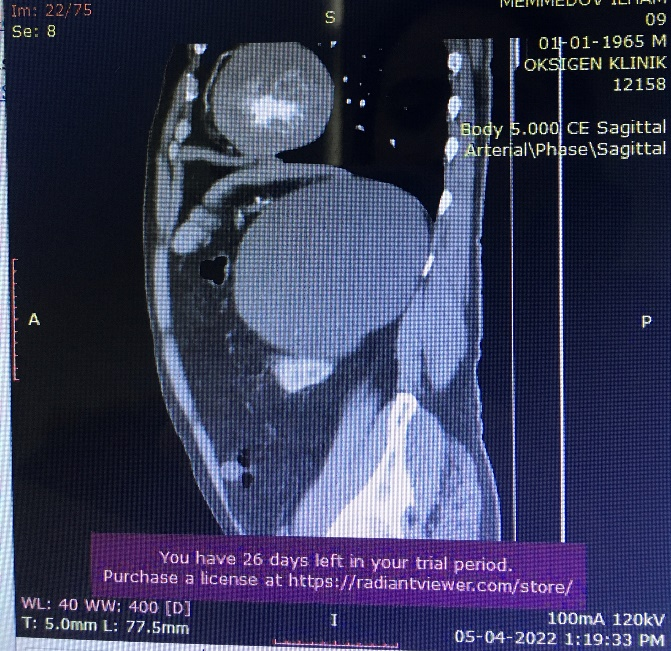 Im: 22/75
Se: 8
S
MEMMEDOV ILHAM
09
01-01-1965 M
OKSIGEN KLINIK
12158
Body 5.000 CE Sagittal
Arterial\Phase\Sagittal
A
P
You have 26 days left in your trial period.
Purchase a license at https://radiantviewer.com/store/
WL: 40 WW: 400 [D]
T: 5.0mm L: 77.5mm
I
100mA 120kV
05-04-2022 1:19:33 PM